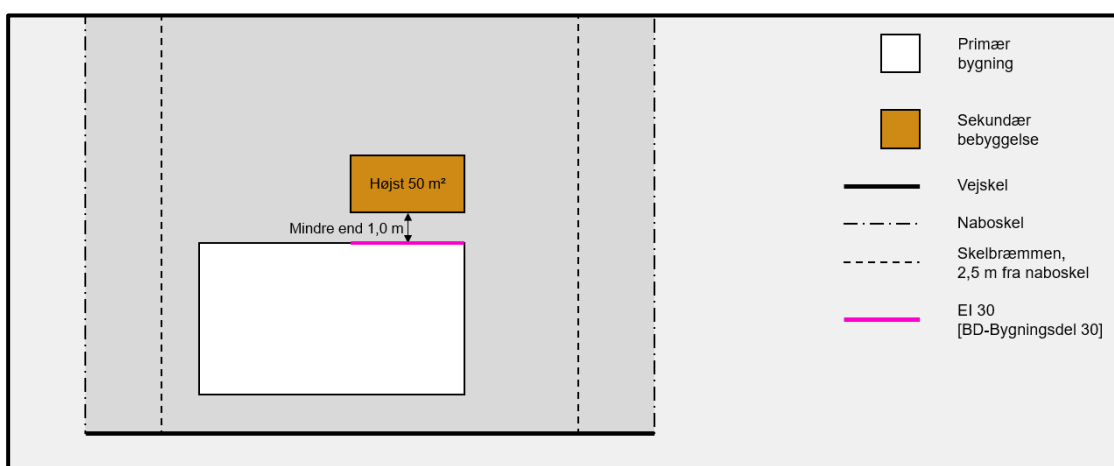 Højst 50 m²
Mindre end 1,0 m
Primær
bygning
Sekundær
bebyggelse
Vejskel
Naboskel
Skelbræmmen,
2,5 m fra naboskel
EI 30
[BD-Bygningsdel 30]